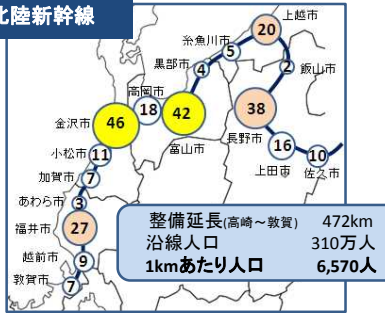 北陸新幹線
上越市
20
糸魚川市
5
黒部市
4
2
飯山市
高岡市
18
42
富山市
金沢市
46
38
長野市
小松市
11
16
上田市
10
佐久市
加賀市
7
あわら市
3
福井市
27
越前市
9
敦賀市
7
整備延長(高崎～敦賀) 472km
沿線人口 310万人
1kmあたり人口 6,570人